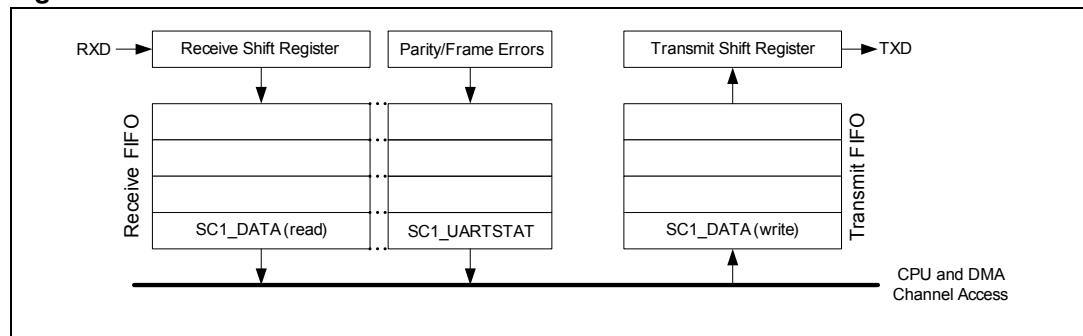 RXD
Receive Shift Register
Parity/Frame Errors
Transmit Shift Register
TXD
Receive FIFO
Transmit FIFO
SC1_DATA (read)
SC1_UARTSTAT
SC1_DATA (write)
CPU and DMA
Channel Access